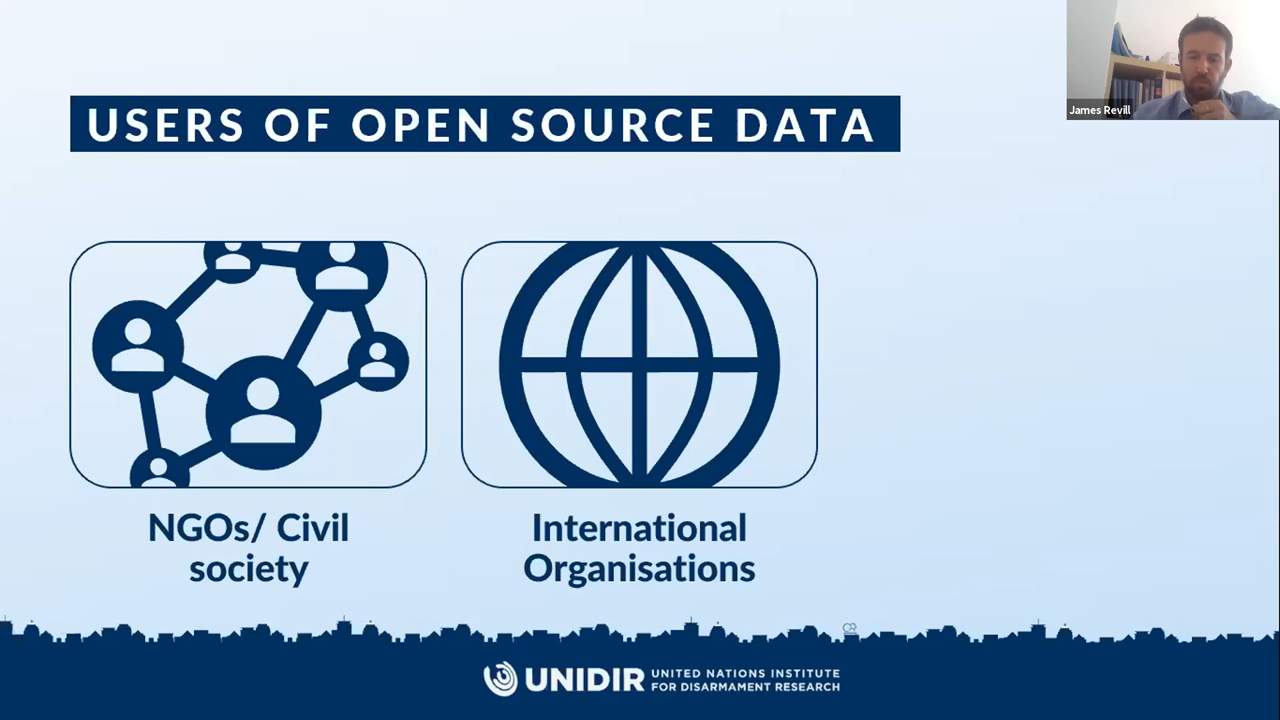 James Revill
USERS OF OPEN SOURCE DATA
NGOs/ Civil
society
International
Organisations
UNIDIR
UNITED NATIONS INSTITUTE
FOR DISARMAMENT RESEARCH